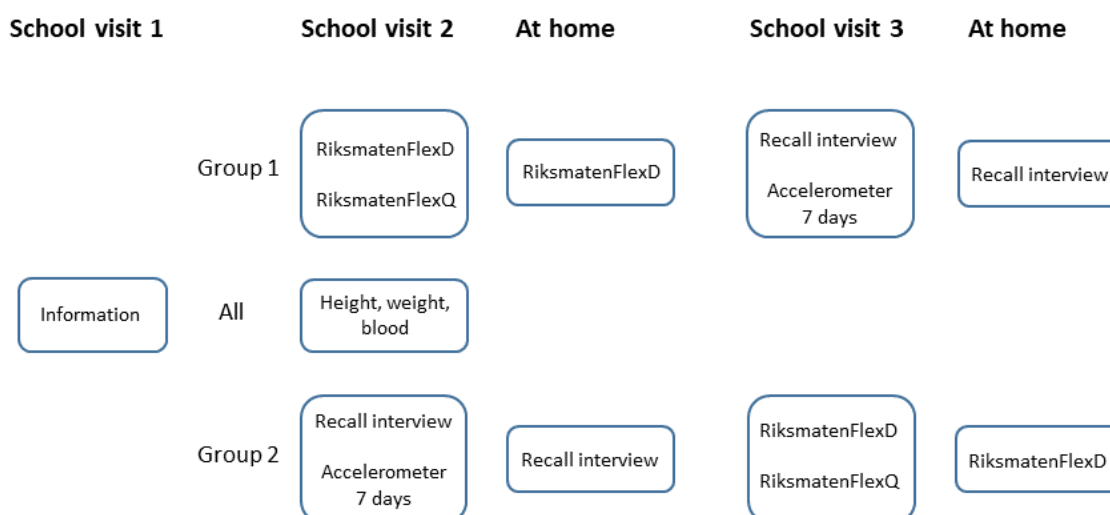 School visit 1 School visit 2 At home School visit 3 At home
Group 1
RiksmatenFlexD
RiksmatenFlexQ
RiksmatenFlexD
Recall interview
Accelerometer
7 days
Recall interview
Information
All
Height, weight,
blood
Group 2
Recall interview
Accelerometer
7 days
Recall interview
RiksmatenFlexD
RiksmatenFlexQ
RiksmatenFlexD